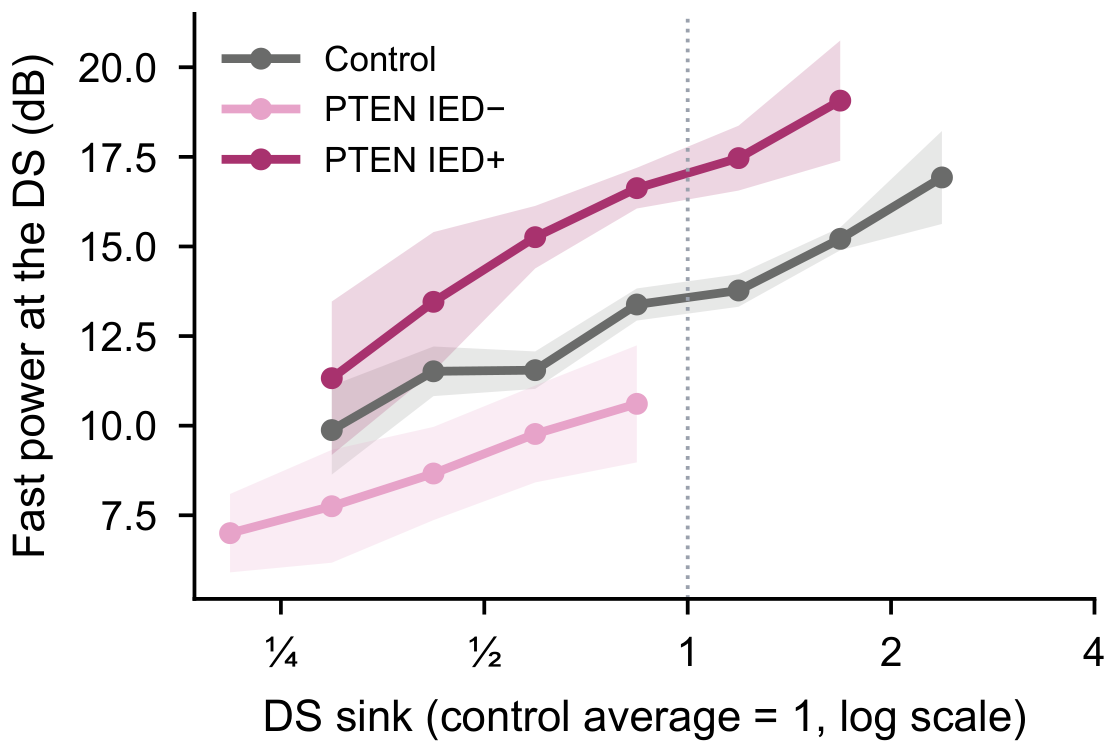 Fast power at the DS (dB)
20.0
17.5
15.0
12.5
10.0
7.5
Control
PTEN IED−
PTEN IED+
¼ ½ 1 2 4
DS sink (control average = 1, log scale)